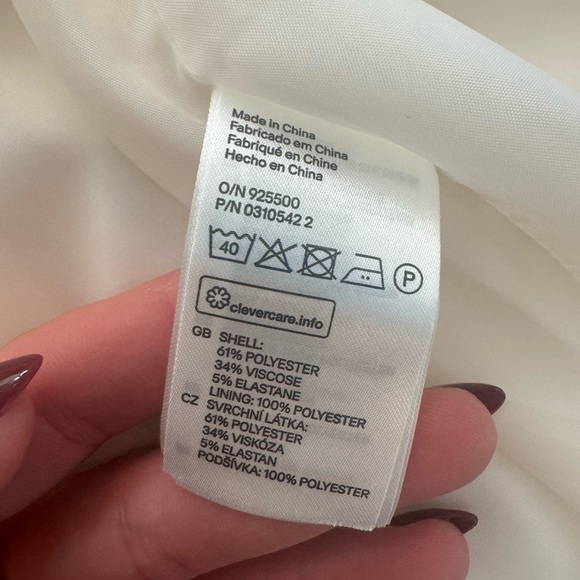 Made in China
Fabricado em China
Fabriqué en Chine
Hecho en China
O/N 925500
P/N 0310542 2
40 P
clevercare.info
GB SHELL:
61% POLYESTER
34% VISCOSE
5% ELASTANE
LINING: 100% POLYESTER
CZ SVRCHNÍ LÁTKA:
61% POLYESTER
34% VISKÓZA
5% ELASTAN
PODŠÍVKA: 100% POLYESTER